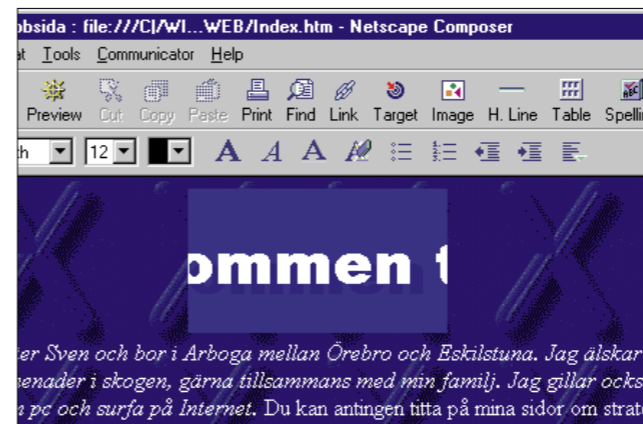 obsida : file:///C|/WI...WEB/Index.htm - Netscape Composer
Tools Communicator Help
Preview Cut Copy Paste Print Find Link Target Image H. Line Table Spelli
12 A A A
ommen t
er Sven och bor i Arboga mellan Örebro och Eskilstuna. Jag älskar
enader i skogen, gärna tillsammans med min familj. Jag gillar ocks
pc och surfa på Internet. Du kan antingen titta på mina sidor om strat